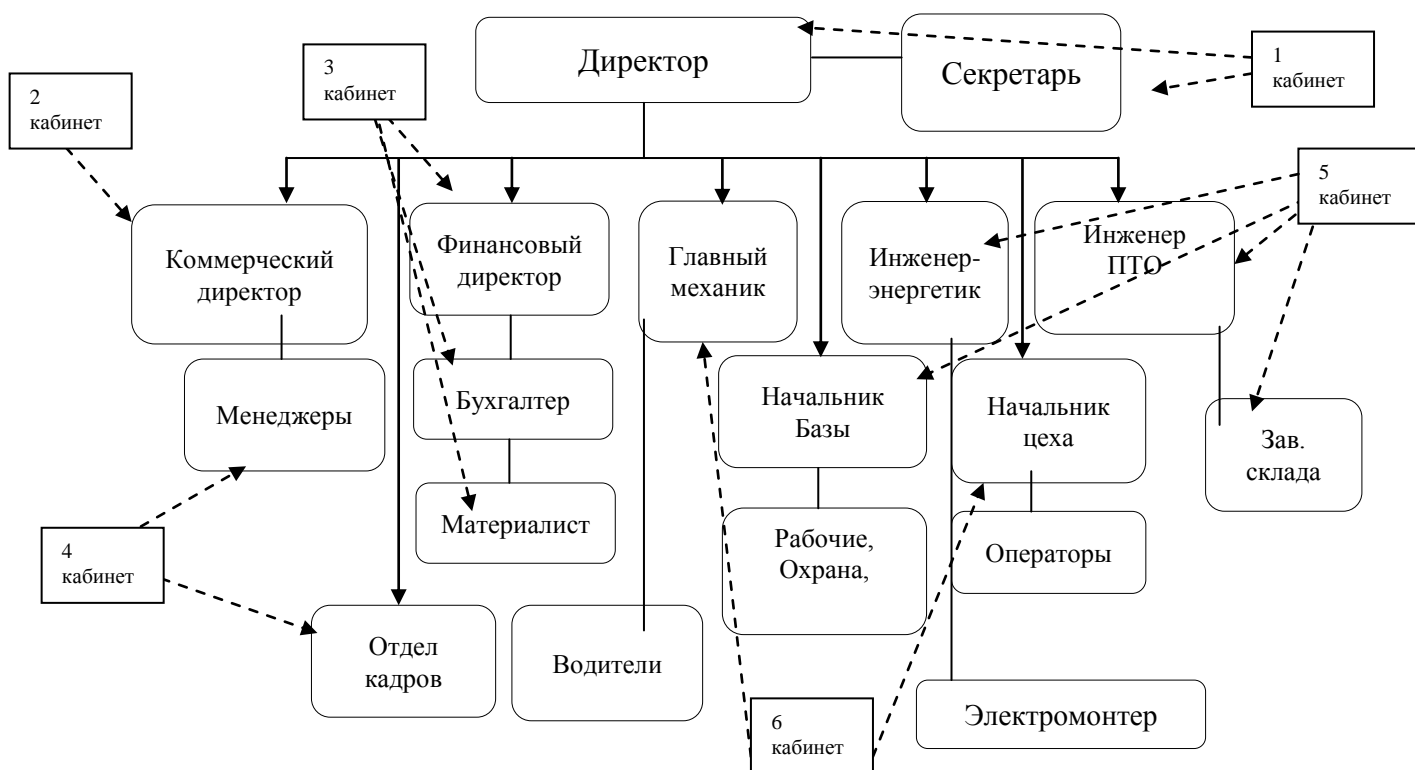 Директор
Секретарь
1
кабинет
3
кабинет
2
кабинет
5
кабинет
Коммерческий
директор
Финансовый
директор
Главный
механик
Инженер-
энергетик
Инженер
ПТО
Менеджеры
Бухгалтер
Начальник
Базы
Начальник
цеха
Зав.
склада
Материалист
Рабочие,
Охрана,
Операторы
4
кабинет
Отдел
кадров
Водители
Электромонтер
6
кабинет